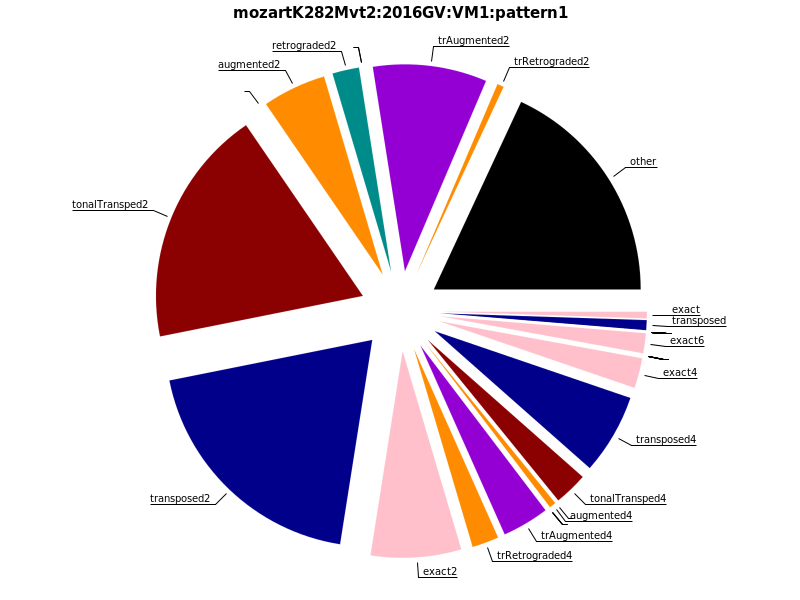 mozartK282Mvt2:2016GV:VM1:pattern1
trAugmented2
retrograded2
trRetrograded2
augmented2
other
tonalTransped2
exact
transposed
exact6
exact4
transposed4
transposed2
tonalTransped4
augmented4
trAugmented4
trRetrograded4
exact2